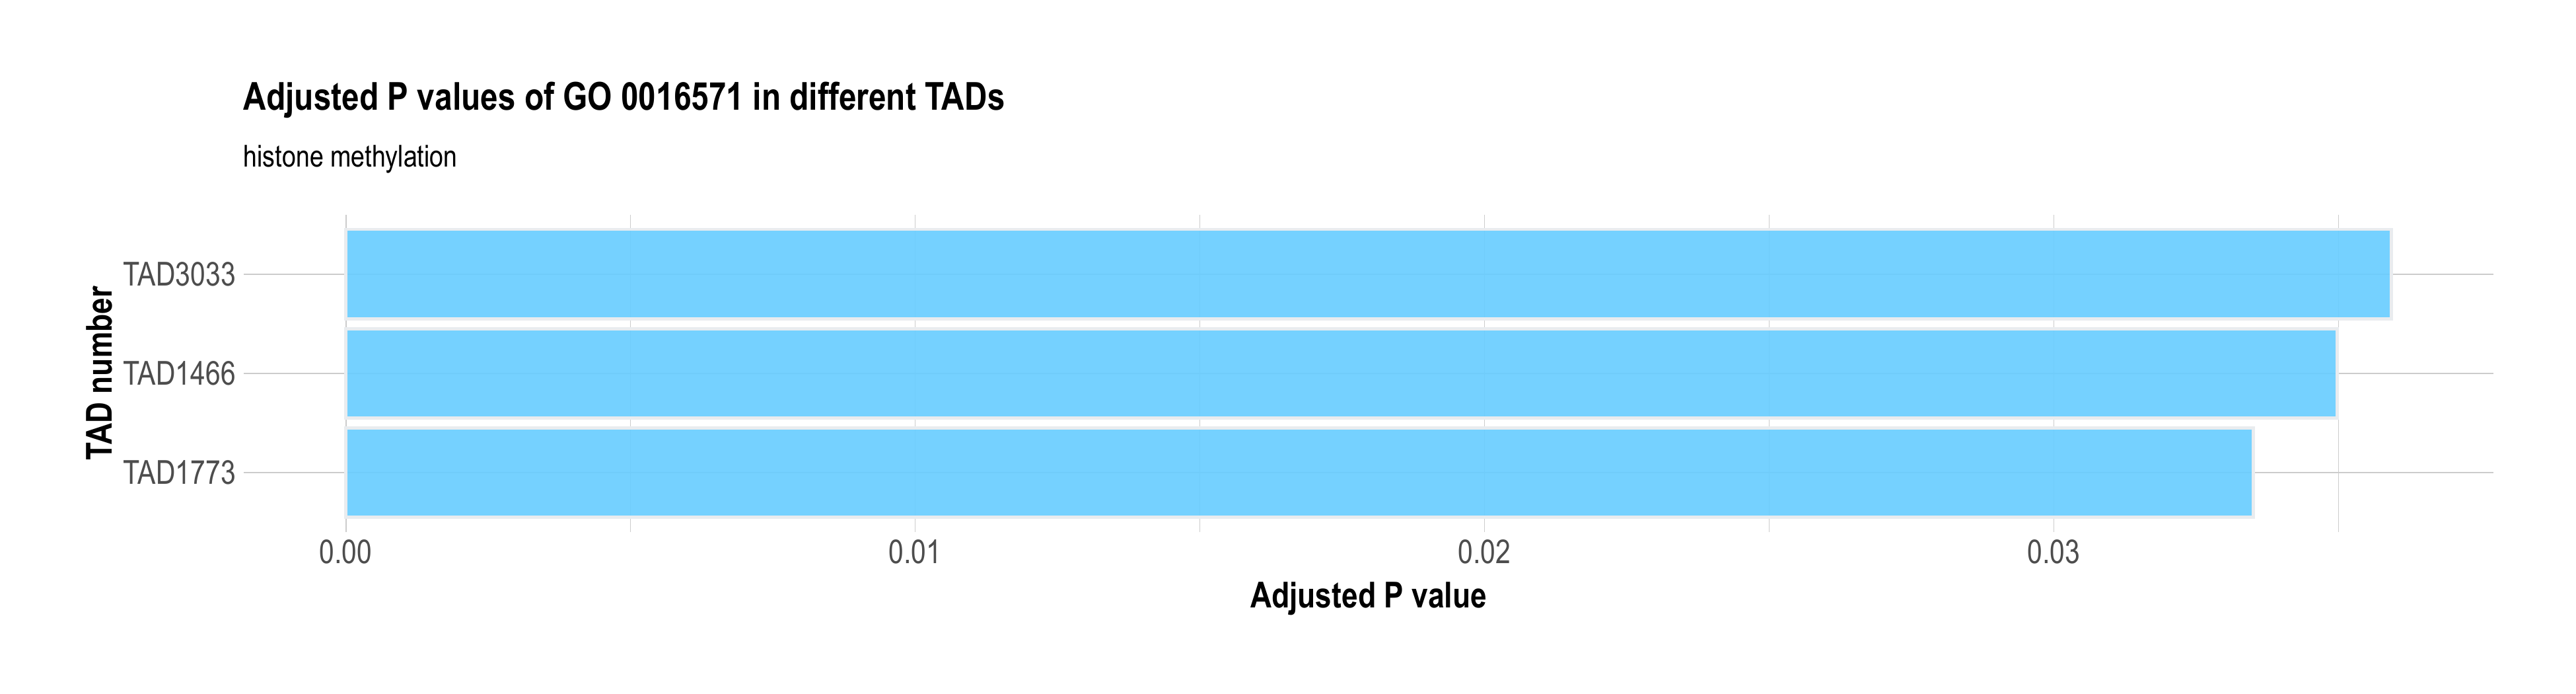 Adjusted P values of GO 0016571 in different TADs
histone methylation
TAD number
TAD3033
TAD1466
TAD1773
0.00 0.01 0.02 0.03
Adjusted P value